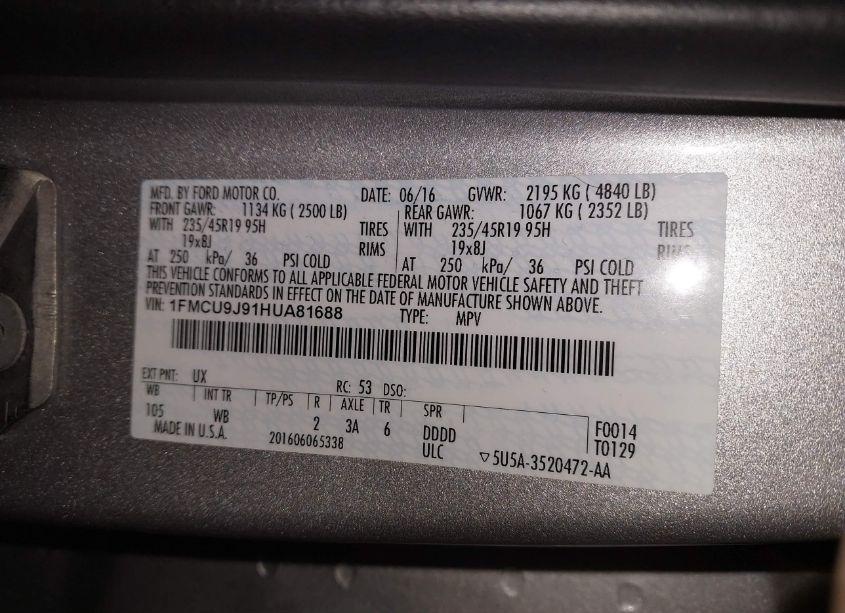 MFD. BY FORD MOTOR CO. DATE: 06/16 GVWR: 2195 KG ( 4840 LB)
FRONT GAWR: 1134 KG ( 2500 LB) REAR GAWR: 1067 KG ( 2352 LB)
WITH 235/45R19 95H TIRES WITH 235/45R19 95H TIRES
19x8J RIMS 19x8J RIMS
AT 250 kPa/ 36 PSI COLD AT 250 kPa/ 36 PSI COLD
THIS VEHICLE CONFORMS TO ALL APPLICABLE FEDERAL MOTOR VEHICLE SAFETY AND THEFT
PREVENTION STANDARDS IN EFFECT ON THE DATE OF MANUFACTURE SHOWN ABOVE.
VIN: 1FMCU9J91HUA81688 TYPE: MPV
EXT PNT: UX RC: 53 DSO:
WB INT TR TP/PS R AXLE TR SPR
105 WB 2 3A 6 DDDD F0014
MADE IN U.S.A. 201606065338 ULC T0129
▽5U5A-3520472-AA